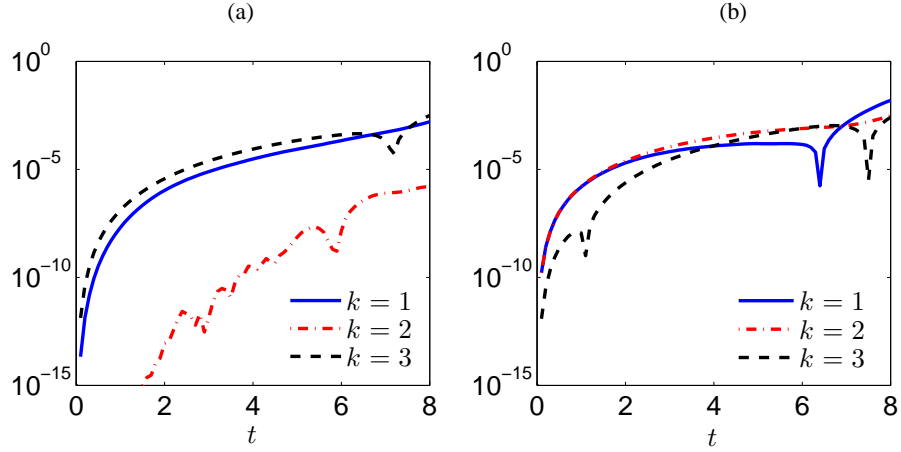 (a)
10^0
10^-5
10^-10
10^-15
0 2 4 6 8
t
k = 1
k = 2
k = 3
(b)
10^0
10^-5
10^-10
10^-15
0 2 4 6 8
t
k = 1
k = 2
k = 3